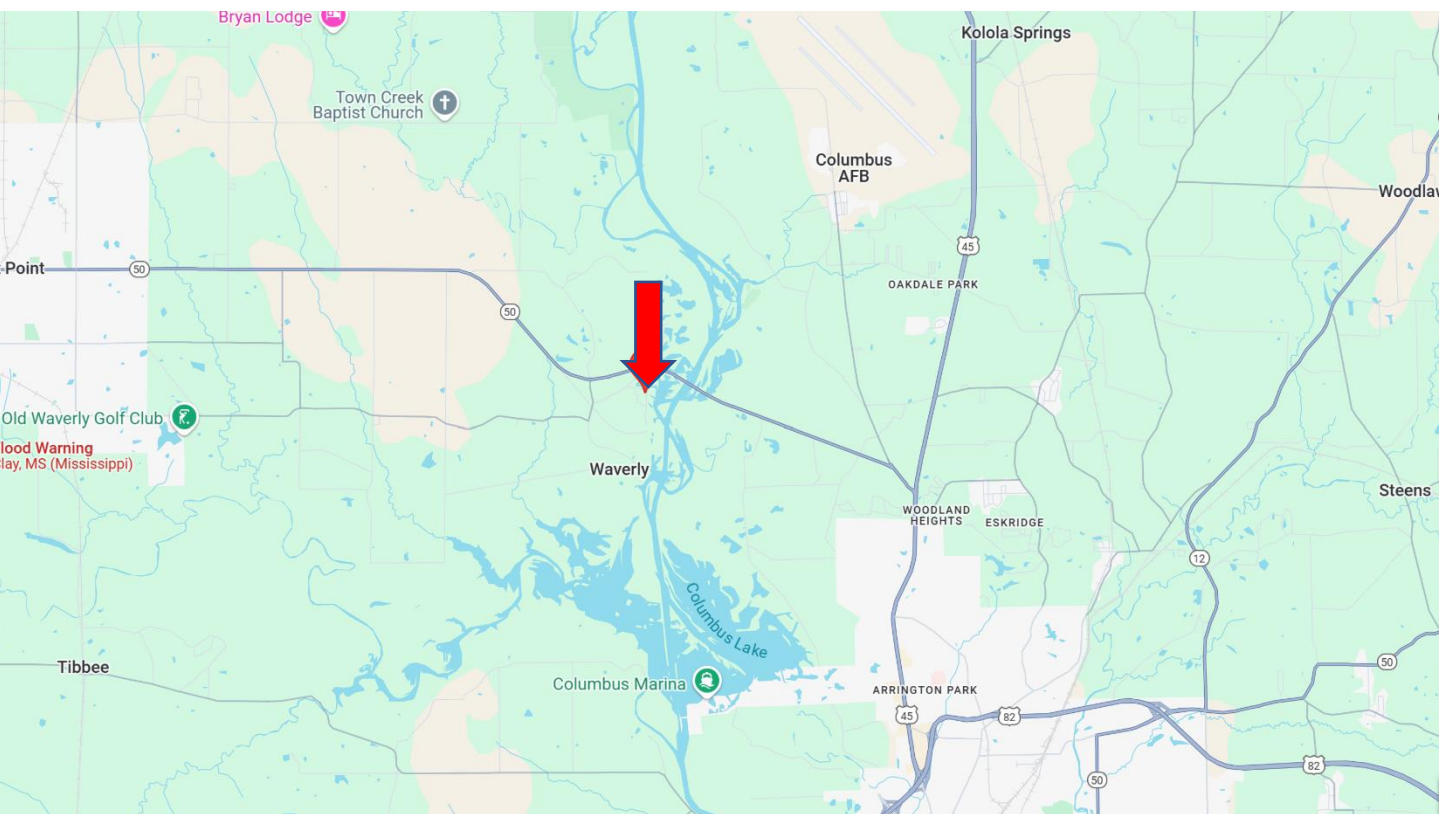 Bryan Lodge
Kolola Springs
Town Creek
Baptist Church
Columbus
AFB
Woodla
45
Point
50
OAKDALE PARK
50
Old Waverly Golf Club
lood Warning
lay, MS (Mississippi)
Waverly
Steens
WOODLAND
HEIGHTS
ESKRIDGE
12
Columbus Lake
Tibbee
50
Columbus Marina
ARRINGTON PARK
45
82
82
50